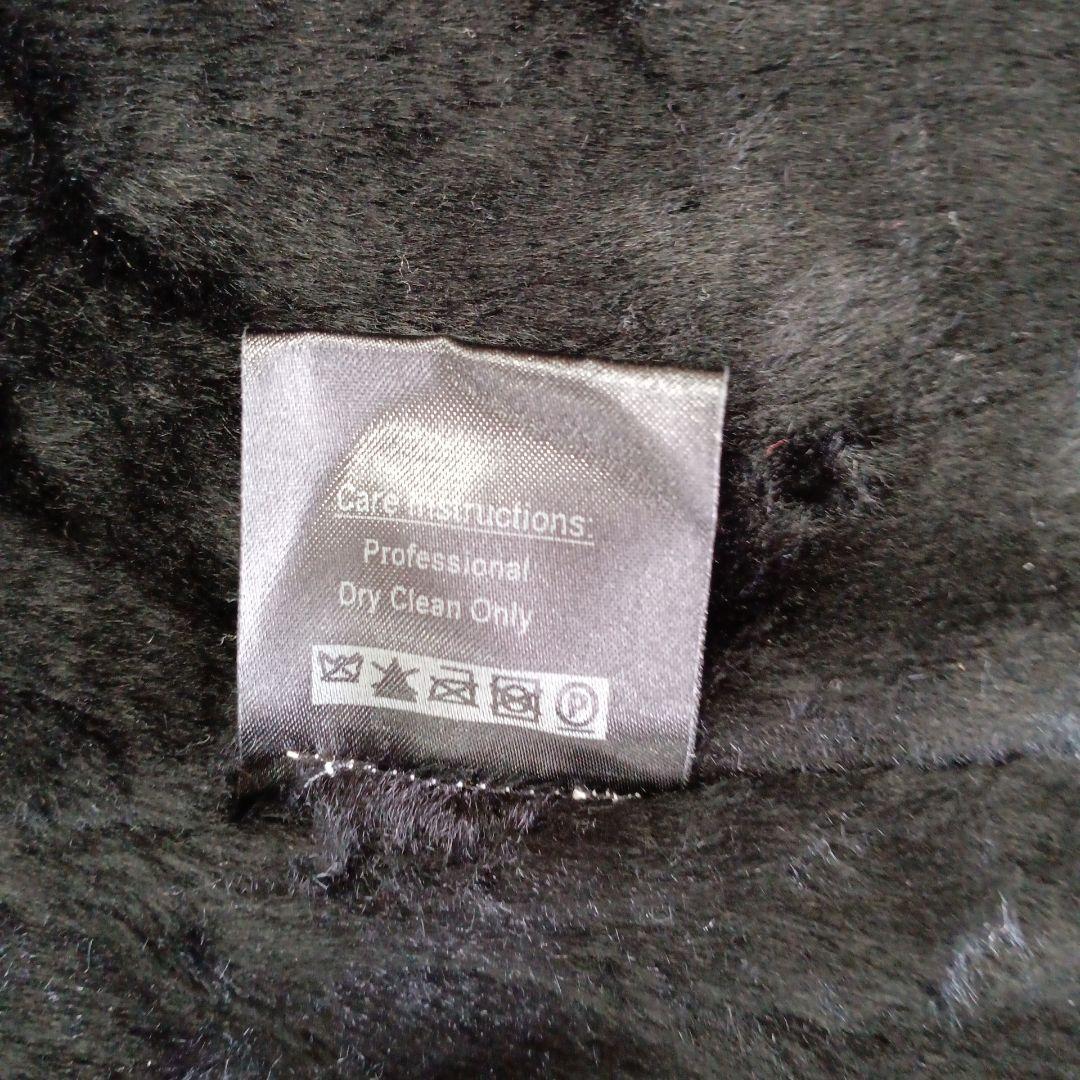 Care Instructions:
Professional
Dry Clean Only
P